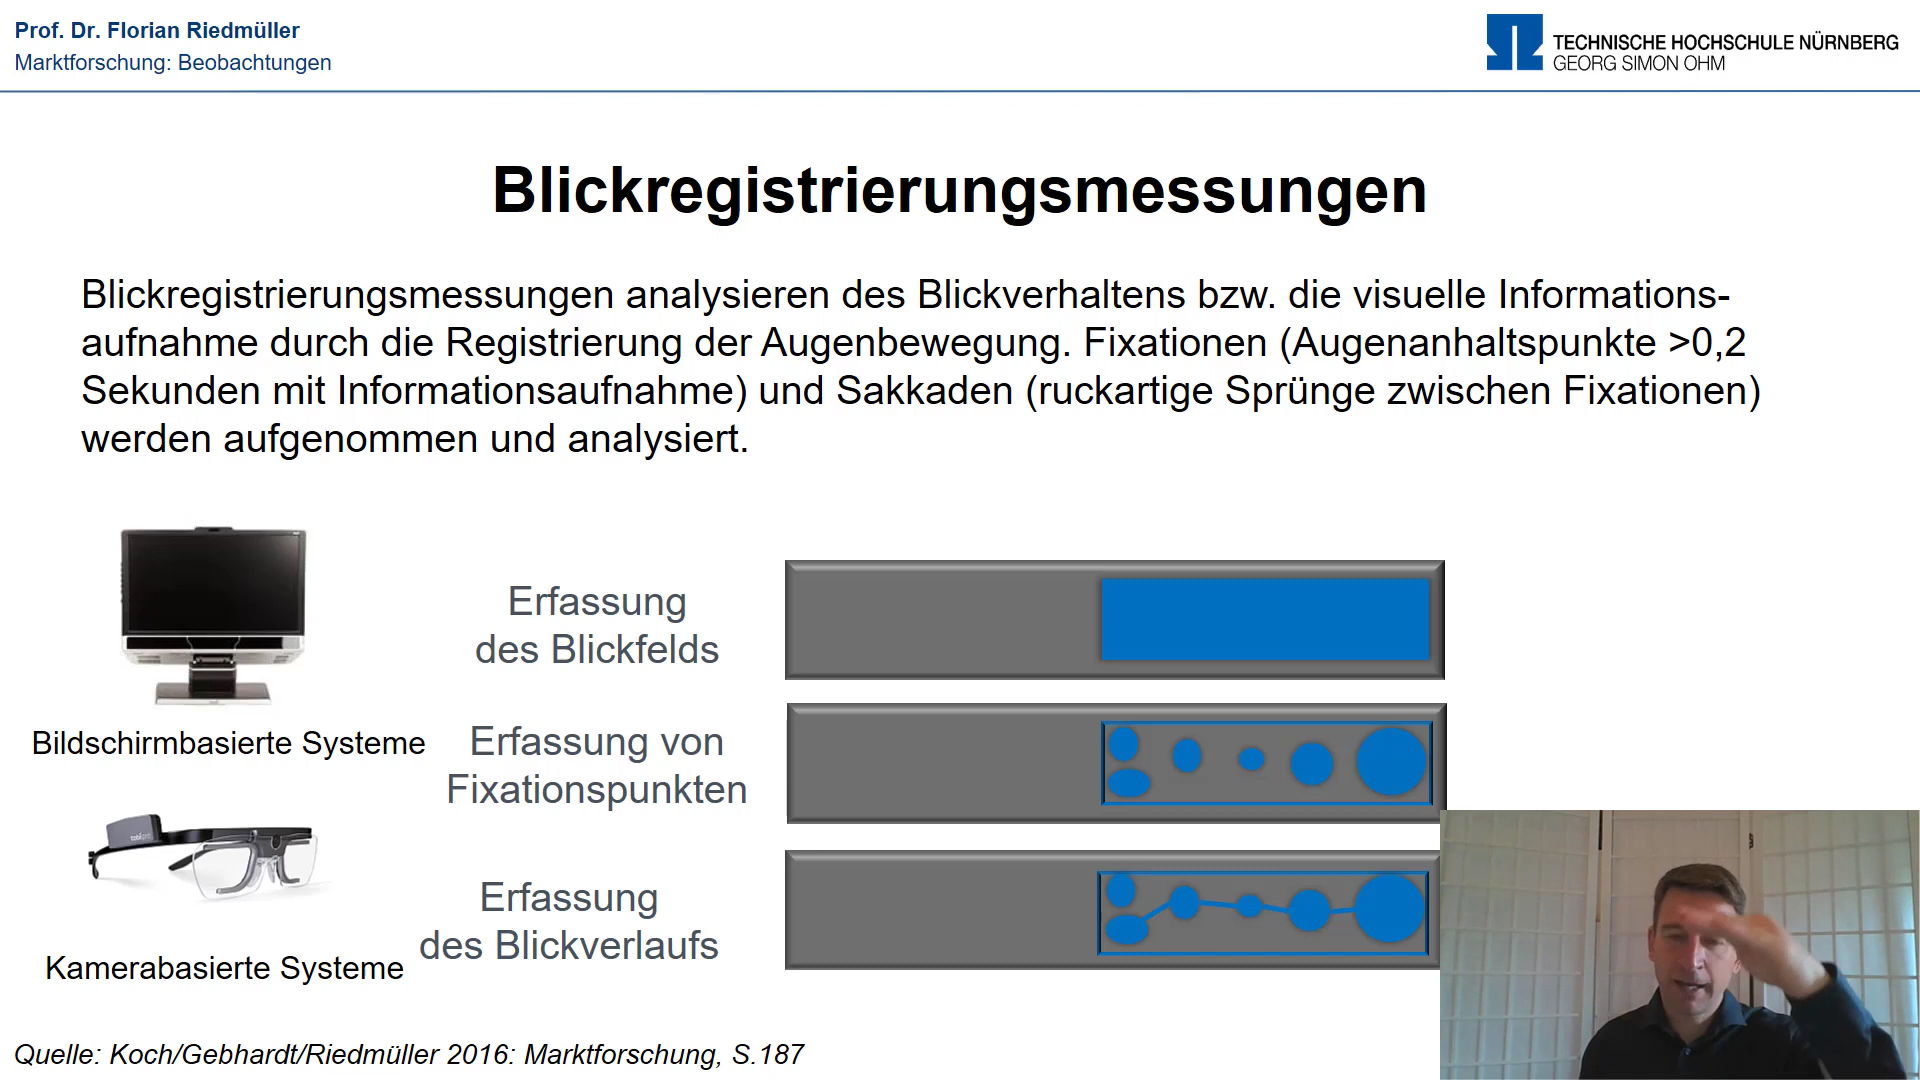 Prof. Dr. Florian Riedmüller
Marktforschung: Beobachtungen
TECHNISCHE HOCHSCHULE NÜRNBERG
GEORG SIMON OHM
Blickregistrierungsmessungen
Blickregistrierungsmessungen analysieren des Blickverhaltens bzw. die visuelle Informations-
aufnahme durch die Registrierung der Augenbewegung. Fixationen (Augenanhaltspunkte >0,2
Sekunden mit Informationsaufnahme) und Sakkaden (ruckartige Sprünge zwischen Fixationen)
werden aufgenommen und analysiert.
Bildschirmbasierte Systeme
Kamerabasierte Systeme
Erfassung
des Blickfelds
Erfassung von
Fixationspunkten
Erfassung
des Blickverlaufs
Quelle: Koch/Gebhardt/Riedmüller 2016: Marktforschung, S.187